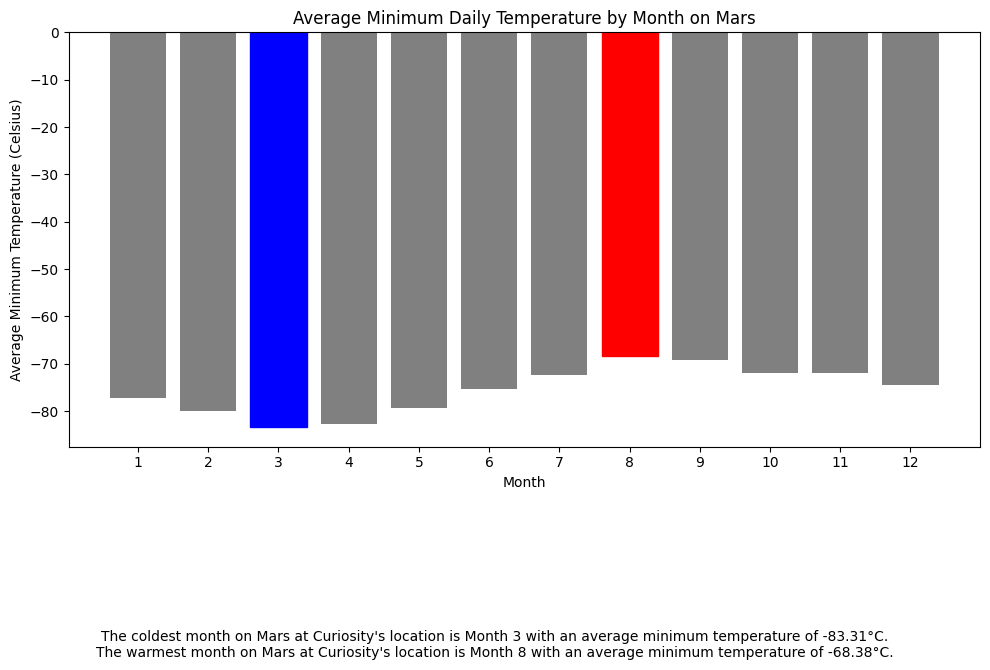 Average Minimum Daily Temperature by Month on Mars
Average Minimum Temperature (Celsius)
0
−10
−20
−30
−40
−50
−60
−70
−80
1 2 3 4 5 6 7 8 9 10 11 12
Month
The coldest month on Mars at Curiosity's location is Month 3 with an average minimum temperature of -83.31°C.
The warmest month on Mars at Curiosity's location is Month 8 with an average minimum temperature of -68.38°C.